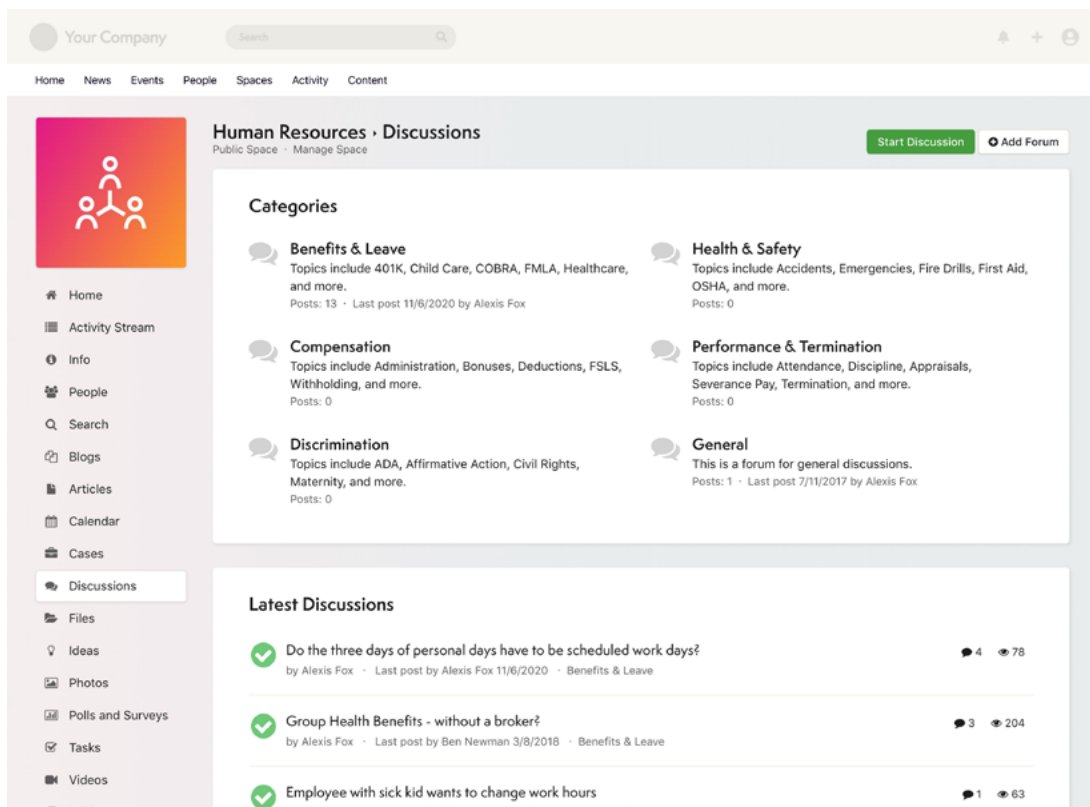 Your Company
Search
Home News Events People Spaces Activity Content
Human Resources › Discussions
Public Space · Manage Space
Start Discussion
Add Forum
Home
Activity Stream
Info
People
Search
Blogs
Articles
Calendar
Cases
Discussions
Files
Ideas
Photos
Polls and Surveys
Tasks
Videos
Categories
Benefits & Leave
Topics include 401K, Child Care, COBRA, FMLA, Healthcare,
and more.
Posts: 13 · Last post 11/6/2020 by Alexis Fox
Health & Safety
Topics include Accidents, Emergencies, Fire Drills, First Aid,
OSHA, and more.
Posts: 0
Compensation
Topics include Administration, Bonuses, Deductions, FSLS,
Withholding, and more.
Posts: 0
Performance & Termination
Topics include Attendance, Discipline, Appraisals,
Severance Pay, Termination, and more.
Posts: 0
Discrimination
Topics include ADA, Affirmative Action, Civil Rights,
Maternity, and more.
Posts: 0
General
This is a forum for general discussions.
Posts: 1 · Last post 7/11/2017 by Alexis Fox
Latest Discussions
Do the three days of personal days have to be scheduled work days?
by Alexis Fox · Last post by Alexis Fox 11/6/2020 · Benefits & Leave
4 78
Group Health Benefits - without a broker?
by Alexis Fox · Last post by Ben Newman 3/8/2018 · Benefits & Leave
3 204
Employee with sick kid wants to change work hours
1 63